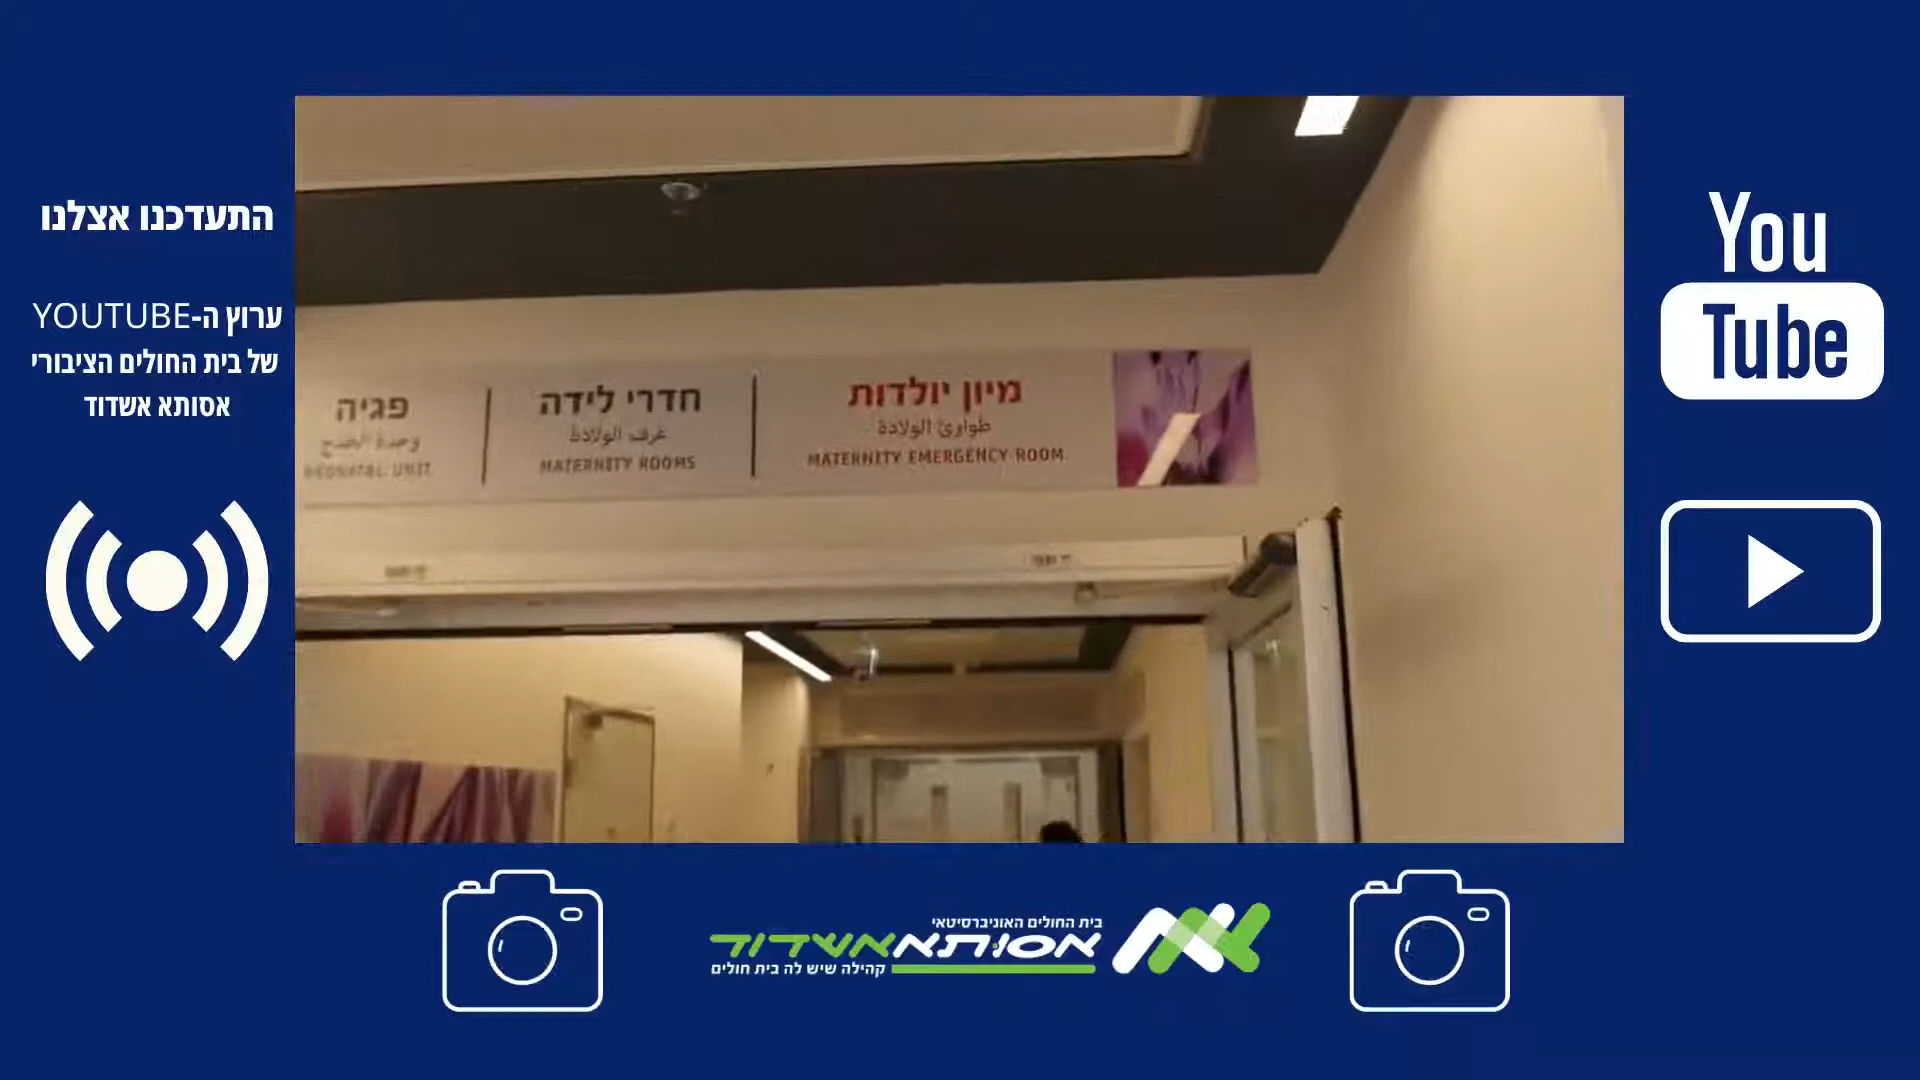 התעדכנו אצלנו
ערוץ ה-YOUTUBE
של בית החולים הציבורי
אסותא אשדוד
You
Tube
מיון יולדות
طوارئ الولادة
MATERNITY EMERGENCY ROOM
חדרי לידה
غرف الولادة
MATERNITY ROOMS
פגיה
وحدة الخدج
NEONATAL UNIT
בית החולים האוניברסיטאי
אסותא אשדוד
קהילה שיש לה בית חולים